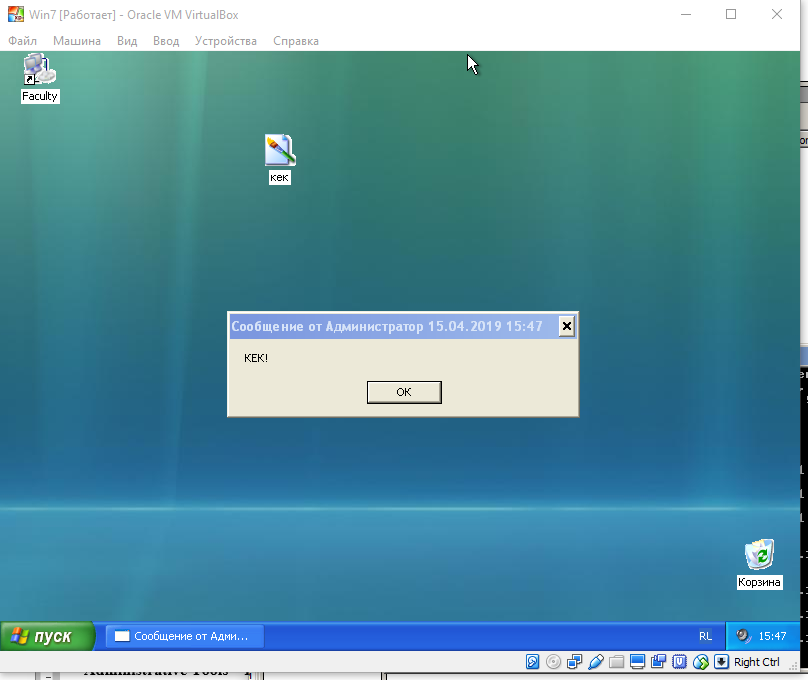 Win7 [Работает] - Oracle VM VirtualBox
Файл Машина Вид Ввод Устройства Справка
Faculty
кек
Сообщение от Администратор 15.04.2019 15:47
КЕК!
ОК
Корзина
пуск
Сообщение от Адми...
RL
15:47
Right Ctrl
Administrative Tools